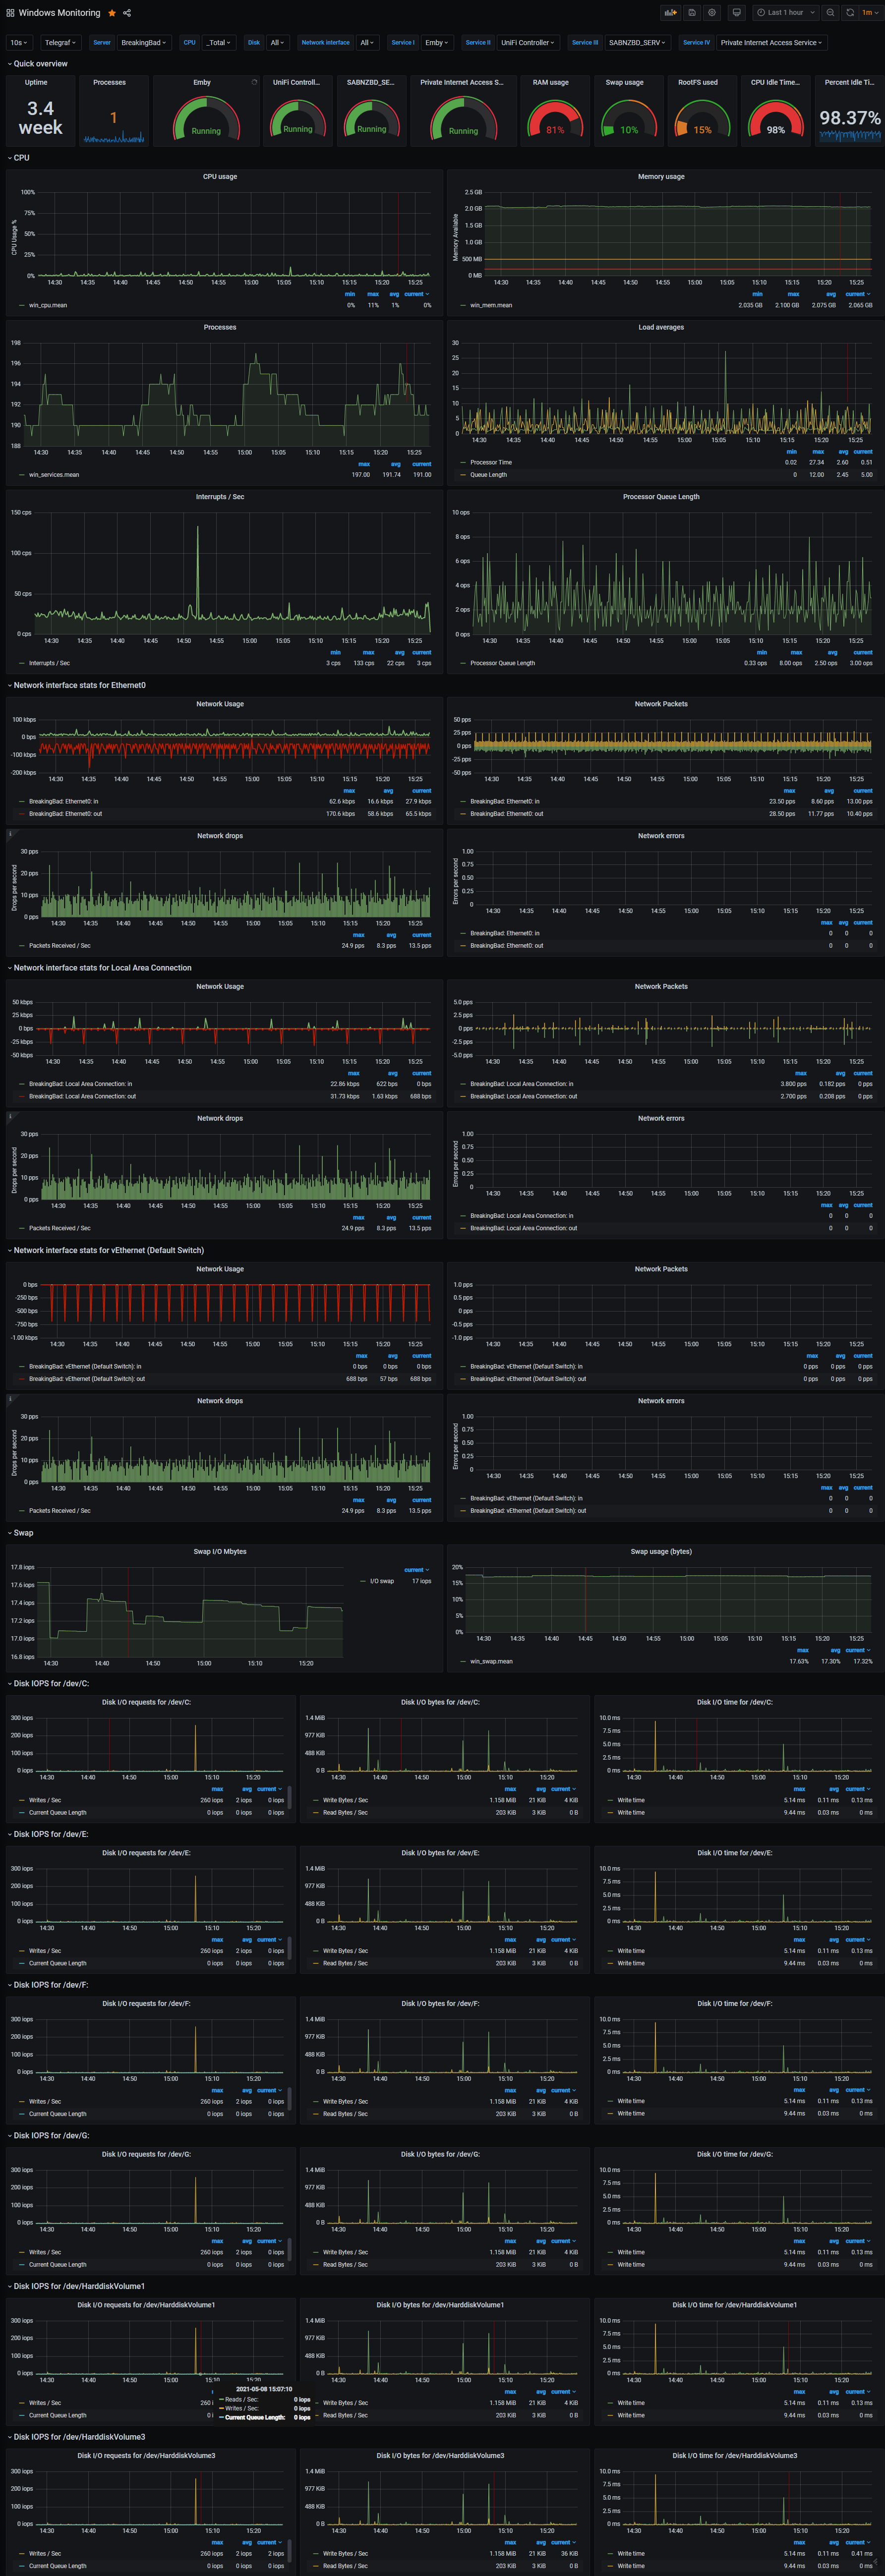 Windows Monitoring
Last 1 hour 1m
10s Telegraf Server BreakingBad CPU _Total Disk All Network interface All Service I Emby Service II UniFi Controller Service III SABNZBD_SERV Service IV Private Internet Access Service
Quick overview
Uptime Processes Emby UniFi Controll... SABNZBD_SE... Private Internet Access S... RAM usage Swap usage RootFS used CPU Idle Time... Percent Idle Ti...
3.4 week 1 Running Running Running Running 81% 10% 15% 98% 98.37%
CPU
CPU usage
CPU Usage %
100%
75%
50%
25%
0%
14:30 14:35 14:40 14:45 14:50 14:55 15:00 15:05 15:10 15:15 15:20 15:25
min max avg current
win_cpu.mean 0% 11% 1% 0%
Memory usage
Memory Available
2.5 GB
2.0 GB
1.5 GB
1.0 GB
500 MB
0 MB
14:30 14:35 14:40 14:45 14:50 14:55 15:00 15:05 15:10 15:15 15:20 15:25
min max avg current
win_mem.mean 2.035 GB 2.100 GB 2.075 GB 2.065 GB
Processes
198
196
194
192
190
188
14:30 14:35 14:40 14:45 14:50 14:55 15:00 15:05 15:10 15:15 15:20 15:25
max avg current
win_services.mean 197.00 191.74 191.00
Load averages
30
25
20
15
10
5
0
14:30 14:35 14:40 14:45 14:50 14:55 15:00 15:05 15:10 15:15 15:20 15:25
min max avg current
Processor Time 0.02 27.34 2.60 0.51
Queue Length 0 12.00 2.45 5.00
Interrupts / Sec
150 cps
100 cps
50 cps
0 cps
14:30 14:35 14:40 14:45 14:50 14:55 15:00 15:05 15:10 15:15 15:20 15:25
min max avg current
Interrupts / Sec 3 cps 133 cps 22 cps 3 cps
Processor Queue Length
10 ops
8 ops
6 ops
4 ops
2 ops
0 ops
14:30 14:35 14:40 14:45 14:50 14:55 15:00 15:05 15:10 15:15 15:20 15:25
min max avg current
Processor Queue Length 0.33 ops 8.00 ops 2.50 ops 3.00 ops
Network interface stats for Ethernet0
Network Usage
100 kbps
0 bps
-100 kbps
-200 kbps
14:30 14:35 14:40 14:45 14:50 14:55 15:00 15:05 15:10 15:15 15:20 15:25
max avg current
BreakingBad: Ethernet0: in 62.6 kbps 16.6 kbps 27.9 kbps
BreakingBad: Ethernet0: out 170.6 kbps 58.6 kbps 65.5 kbps
Network Packets
50 pps
25 pps
0 pps
-25 pps
-50 pps
14:30 14:35 14:40 14:45 14:50 14:55 15:00 15:05 15:10 15:15 15:20 15:25
max avg current
BreakingBad: Ethernet0: in 23.50 pps 8.60 pps 13.00 pps
BreakingBad: Ethernet0: out 28.50 pps 11.77 pps 10.40 pps
Network drops
Drops per second
30 pps
20 pps
10 pps
0 pps
14:30 14:35 14:40 14:45 14:50 14:55 15:00 15:05 15:10 15:15 15:20 15:25
max avg current
Packets Received / Sec 24.9 pps 8.3 pps 13.5 pps
Network errors
Errors per second
1.00
0.75
0.50
0.25
0
14:30 14:35 14:40 14:45 14:50 14:55 15:00 15:05 15:10 15:15 15:20 15:25
max avg current
BreakingBad: Ethernet0: in 0 0 0
BreakingBad: Ethernet0: out 0 0 0
Network interface stats for Local Area Connection
Network Usage
50 kbps
25 kbps
0 bps
-25 kbps
-50 kbps
14:30 14:35 14:40 14:45 14:50 14:55 15:00 15:05 15:10 15:15 15:20 15:25
max avg current
BreakingBad: Local Area Connection: in 22.86 kbps 622 bps 0 bps
BreakingBad: Local Area Connection: out 31.73 kbps 1.63 kbps 688 bps
Network Packets
5.0 pps
2.5 pps
0 pps
-2.5 pps
-5.0 pps
14:30 14:35 14:40 14:45 14:50 14:55 15:00 15:05 15:10 15:15 15:20 15:25
max avg current
BreakingBad: Local Area Connection: in 3.800 pps 0.182 pps 0 pps
BreakingBad: Local Area Connection: out 2.700 pps 0.208 pps 0 pps
Network drops
Drops per second
30 pps
20 pps
10 pps
0 pps
14:30 14:35 14:40 14:45 14:50 14:55 15:00 15:05 15:10 15:15 15:20 15:25
max avg current
Packets Received / Sec 24.9 pps 8.3 pps 13.5 pps
Network errors
Errors per second
1.00
0.75
0.50
0.25
0
14:30 14:35 14:40 14:45 14:50 14:55 15:00 15:05 15:10 15:15 15:20 15:25
max avg current
BreakingBad: Local Area Connection: in 0 0 0
BreakingBad: Local Area Connection: out 0 0 0
Network interface stats for vEthernet (Default Switch)
Network Usage
0 bps
-250 bps
-500 bps
-750 bps
-1.00 kbps
14:30 14:35 14:40 14:45 14:50 14:55 15:00 15:05 15:10 15:15 15:20 15:25
max avg current
BreakingBad: vEthernet (Default Switch): in 0 bps 0 bps 0 bps
BreakingBad: vEthernet (Default Switch): out 688 bps 57 bps 688 bps
Network Packets
1.0 pps
0.5 pps
0 pps
-0.5 pps
-1.0 pps
14:30 14:35 14:40 14:45 14:50 14:55 15:00 15:05 15:10 15:15 15:20 15:25
max avg current
BreakingBad: vEthernet (Default Switch): in 0 pps 0 pps 0 pps
BreakingBad: vEthernet (Default Switch): out 0 pps 0 pps 0 pps
Network drops
Drops per second
30 pps
20 pps
10 pps
0 pps
14:30 14:35 14:40 14:45 14:50 14:55 15:00 15:05 15:10 15:15 15:20 15:25
max avg current
Packets Received / Sec 24.9 pps 8.3 pps 13.5 pps
Network errors
Errors per second
1.00
0.75
0.50
0.25
0
14:30 14:35 14:40 14:45 14:50 14:55 15:00 15:05 15:10 15:15 15:20 15:25
max avg current
BreakingBad: vEthernet (Default Switch): in 0 0 0
BreakingBad: vEthernet (Default Switch): out 0 0 0
Swap
Swap I/O Mbytes
17.8 iops
17.6 iops
17.4 iops
17.2 iops
17.0 iops
16.8 iops
14:30 14:40 14:50 15:00 15:10 15:20
current
I/O swap 17 iops
Swap usage (bytes)
20%
15%
10%
5%
0%
14:30 14:35 14:40 14:45 14:50 14:55 15:00 15:05 15:10 15:15 15:20 15:25
max avg current
win_swap.mean 17.63% 17.30% 17.32%
Disk IOPS for /dev/C:
Disk I/O requests for /dev/C:
300 iops
200 iops
100 iops
0 iops
14:30 14:40 14:50 15:00 15:10 15:20
max avg current
Writes / Sec 260 iops 2 iops 0 iops
Current Queue Length 0 iops 0 iops 0 iops
Disk I/O bytes for /dev/C:
1.4 MiB
977 KiB
488 KiB
0 B
14:30 14:40 14:50 15:00 15:10 15:20
max avg current
Write Bytes / Sec 1.158 MiB 21 KiB 4 KiB
Read Bytes / Sec 203 KiB 3 KiB 0 B
Disk I/O time for /dev/C:
10.0 ms
7.5 ms
5.0 ms
2.5 ms
0 ms
14:30 14:40 14:50 15:00 15:10 15:20
max avg current
Write time 5.14 ms 0.11 ms 0.13 ms
Write time 9.44 ms 0.03 ms 0 ms
Disk IOPS for /dev/E:
Disk I/O requests for /dev/E:
300 iops
200 iops
100 iops
0 iops
14:30 14:40 14:50 15:00 15:10 15:20
max avg current
Writes / Sec 260 iops 2 iops 0 iops
Current Queue Length 0 iops 0 iops 0 iops
Disk I/O bytes for /dev/E:
1.4 MiB
977 KiB
488 KiB
0 B
14:30 14:40 14:50 15:00 15:10 15:20
max avg current
Write Bytes / Sec 1.158 MiB 21 KiB 4 KiB
Read Bytes / Sec 203 KiB 3 KiB 0 B
Disk I/O time for /dev/E:
10.0 ms
7.5 ms
5.0 ms
2.5 ms
0 ms
14:30 14:40 14:50 15:00 15:10 15:20
max avg current
Write time 5.14 ms 0.11 ms 0.13 ms
Write time 9.44 ms 0.03 ms 0 ms
Disk IOPS for /dev/F:
Disk I/O requests for /dev/F:
300 iops
200 iops
100 iops
0 iops
14:30 14:40 14:50 15:00 15:10 15:20
max avg current
Writes / Sec 260 iops 2 iops 0 iops
Current Queue Length 0 iops 0 iops 0 iops
Disk I/O bytes for /dev/F:
1.4 MiB
977 KiB
488 KiB
0 B
14:30 14:40 14:50 15:00 15:10 15:20
max avg current
Write Bytes / Sec 1.158 MiB 21 KiB 4 KiB
Read Bytes / Sec 203 KiB 3 KiB 0 B
Disk I/O time for /dev/F:
10.0 ms
7.5 ms
5.0 ms
2.5 ms
0 ms
14:30 14:40 14:50 15:00 15:10 15:20
max avg current
Write time 5.14 ms 0.11 ms 0.13 ms
Write time 9.44 ms 0.03 ms 0 ms
Disk IOPS for /dev/G:
Disk I/O requests for /dev/G:
300 iops
200 iops
100 iops
0 iops
14:30 14:40 14:50 15:00 15:10 15:20
max avg current
Writes / Sec 260 iops 2 iops 0 iops
Current Queue Length 0 iops 0 iops 0 iops
Disk I/O bytes for /dev/G:
1.4 MiB
977 KiB
488 KiB
0 B
14:30 14:40 14:50 15:00 15:10 15:20
max avg current
Write Bytes / Sec 1.158 MiB 21 KiB 4 KiB
Read Bytes / Sec 203 KiB 3 KiB 0 B
Disk I/O time for /dev/G:
10.0 ms
7.5 ms
5.0 ms
2.5 ms
0 ms
14:30 14:40 14:50 15:00 15:10 15:20
max avg current
Write time 5.14 ms 0.11 ms 0.13 ms
Write time 9.44 ms 0.03 ms 0 ms
Disk IOPS for /dev/HarddiskVolume1
Disk I/O requests for /dev/HarddiskVolume1
300 iops
200 iops
100 iops
0 iops
14:30 14:40 14:50 15:00 15:10 15:20
2021-05-08 15:07:10
Reads / Sec: 0 iops
Writes / Sec: 0 iops
Current Queue Length: 0 iops
Writes / Sec 260
Current Queue Length 0
Disk I/O bytes for /dev/HarddiskVolume1
1.4 MiB
977 KiB
488 KiB
0 B
14:30 14:40 14:50 15:00 15:10 15:20
max avg current
Write Bytes / Sec 1.158 MiB 21 KiB 4 KiB
Read Bytes / Sec 203 KiB 3 KiB 0 B
Disk I/O time for /dev/HarddiskVolume1
10.0 ms
7.5 ms
5.0 ms
2.5 ms
0 ms
14:30 14:40 14:50 15:00 15:10 15:20
max avg current
Write time 5.14 ms 0.11 ms 0.13 ms
Write time 9.44 ms 0.03 ms 0 ms
Disk IOPS for /dev/HarddiskVolume3
Disk I/O requests for /dev/HarddiskVolume3
300 iops
200 iops
100 iops
0 iops
14:30 14:40 14:50 15:00 15:10 15:20
max avg current
Writes / Sec 260 iops 2 iops 2 iops
Current Queue Length 0 iops 0 iops 0 iops
Disk I/O bytes for /dev/HarddiskVolume3
1.4 MiB
977 KiB
488 KiB
0 B
14:30 14:40 14:50 15:00 15:10 15:20
max avg current
Write Bytes / Sec 1.158 MiB 21 KiB 36 KiB
Read Bytes / Sec 203 KiB 3 KiB 0 B
Disk I/O time for /dev/HarddiskVolume3
10.0 ms
7.5 ms
5.0 ms
2.5 ms
0 ms
14:30 14:40 14:50 15:00 15:10 15:20
max avg current
Write time 5.14 ms 0.11 ms 0.41 ms
Write time 9.44 ms 0.03 ms 0 ms